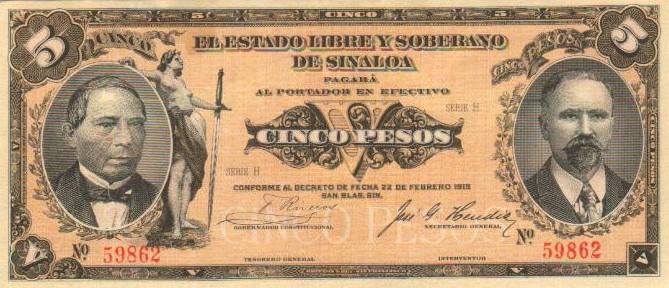 5 CINCO 5
5 CINCO CINCO PESOS 5
EL ESTADO LIBRE Y SOBERANO
DE SINALOA
PAGARÁ
AL PORTADOR EN EFECTIVO
SERIE H
CINCO PESOS
SERIE H
CONFORME AL DECRETO DE FECHA 22 DE FEBRERO 1915
SAN BLAS, SIN.
GOBERNADOR CONSTITUCIONAL SECRETARIO GENERAL
CINCO PESOS
Nº 59862 Nº 59862
TESORERO GENERAL INTERVENTOR
V V V